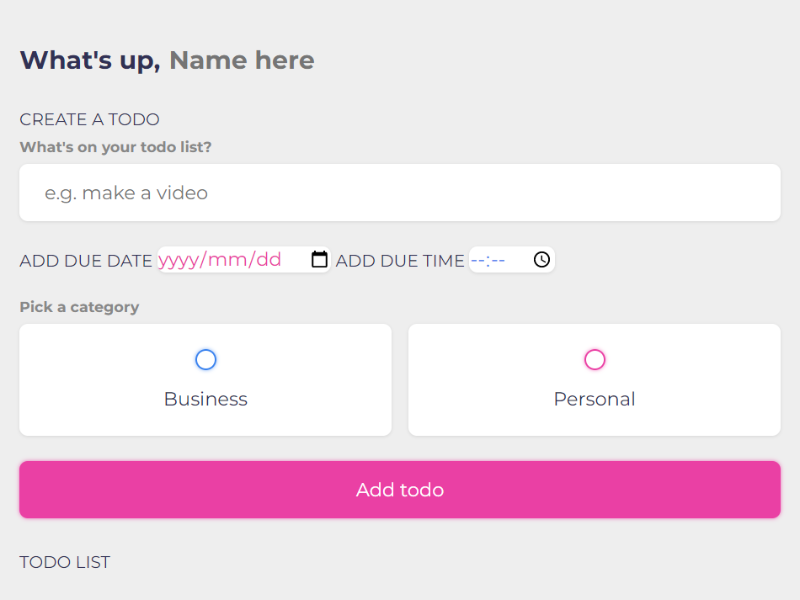 What's up, Name here
CREATE A TODO
What's on your todo list?
e.g. make a video
ADD DUE DATE yyyy/mm/dd ADD DUE TIME --:--
Pick a category
Business Personal
Add todo
TODO LIST